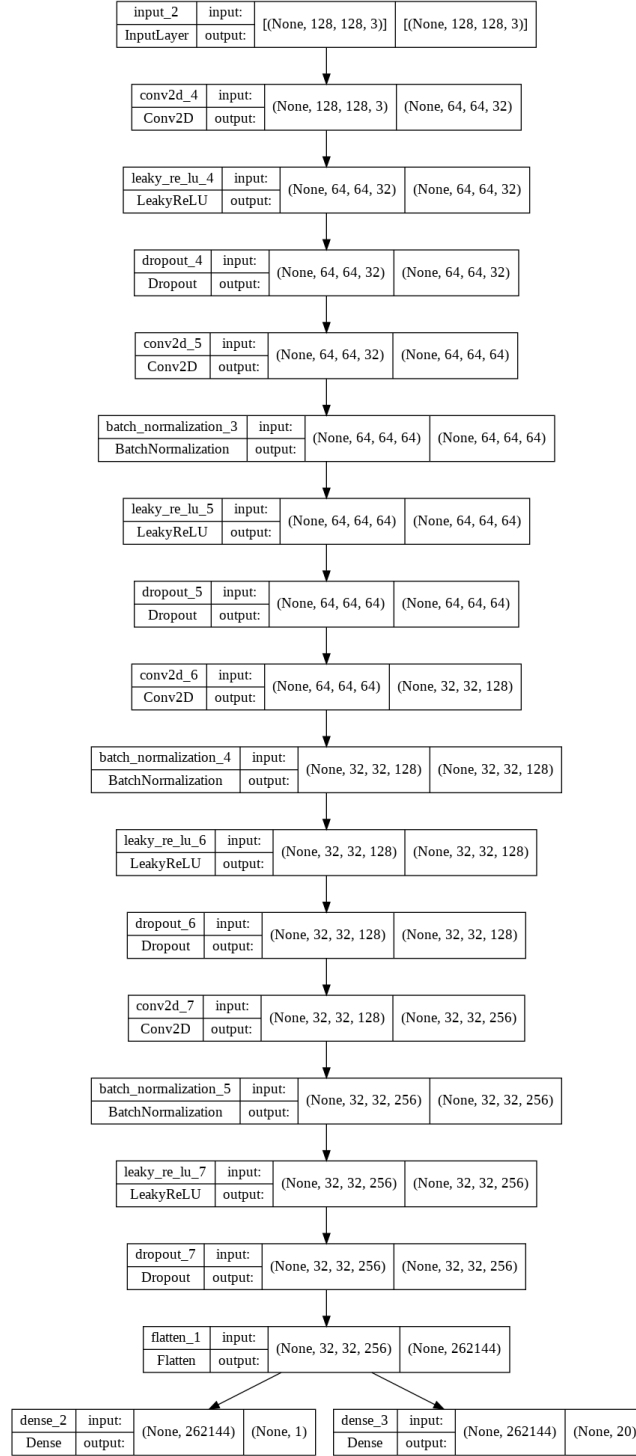 input_2 input: [(None, 128, 128, 3)] [(None, 128, 128, 3)]
InputLayer output:
conv2d_4 input: (None, 128, 128, 3) (None, 64, 64, 32)
Conv2D output:
leaky_re_lu_4 input: (None, 64, 64, 32) (None, 64, 64, 32)
LeakyReLU output:
dropout_4 input: (None, 64, 64, 32) (None, 64, 64, 32)
Dropout output:
conv2d_5 input: (None, 64, 64, 32) (None, 64, 64, 64)
Conv2D output:
batch_normalization_3 input: (None, 64, 64, 64) (None, 64, 64, 64)
BatchNormalization output:
leaky_re_lu_5 input: (None, 64, 64, 64) (None, 64, 64, 64)
LeakyReLU output:
dropout_5 input: (None, 64, 64, 64) (None, 64, 64, 64)
Dropout output:
conv2d_6 input: (None, 64, 64, 64) (None, 32, 32, 128)
Conv2D output:
batch_normalization_4 input: (None, 32, 32, 128) (None, 32, 32, 128)
BatchNormalization output:
leaky_re_lu_6 input: (None, 32, 32, 128) (None, 32, 32, 128)
LeakyReLU output:
dropout_6 input: (None, 32, 32, 128) (None, 32, 32, 128)
Dropout output:
conv2d_7 input: (None, 32, 32, 128) (None, 32, 32, 256)
Conv2D output:
batch_normalization_5 input: (None, 32, 32, 256) (None, 32, 32, 256)
BatchNormalization output:
leaky_re_lu_7 input: (None, 32, 32, 256) (None, 32, 32, 256)
LeakyReLU output:
dropout_7 input: (None, 32, 32, 256) (None, 32, 32, 256)
Dropout output:
flatten_1 input: (None, 32, 32, 256) (None, 262144)
Flatten output:
dense_2 input: (None, 262144) (None, 1)
Dense output:
dense_3 input: (None, 262144) (None, 20)
Dense output: